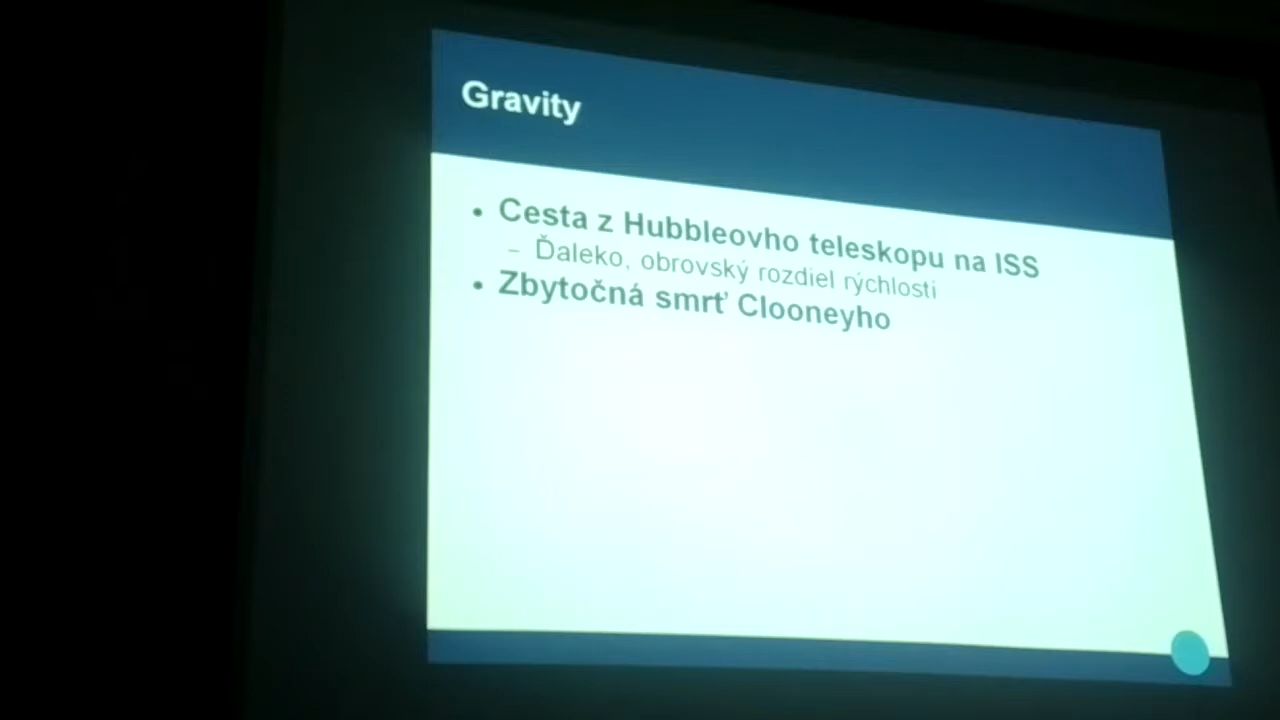 Gravity
• Cesta z Hubbleovho teleskopu na ISS
– Ďaleko, obrovský rozdiel rýchlosti
• Zbytočná smrť Clooneyho